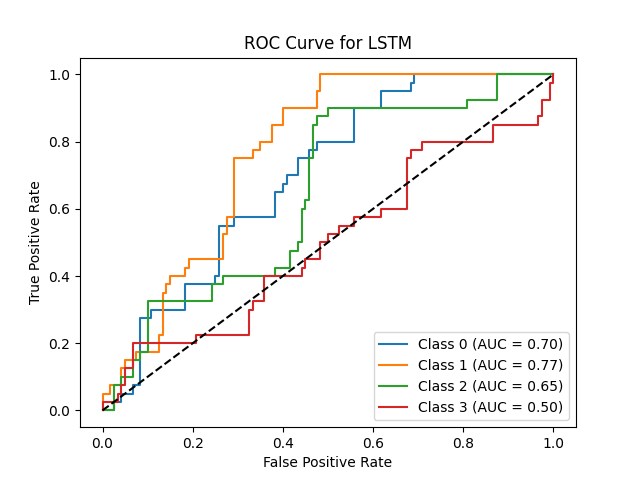 ROC Curve for LSTM
True Positive Rate
1.0
0.8
0.6
0.4
0.2
0.0
Class 0 (AUC = 0.70)
Class 1 (AUC = 0.77)
Class 2 (AUC = 0.65)
Class 3 (AUC = 0.50)
0.0 0.2 0.4 0.6 0.8 1.0
False Positive Rate